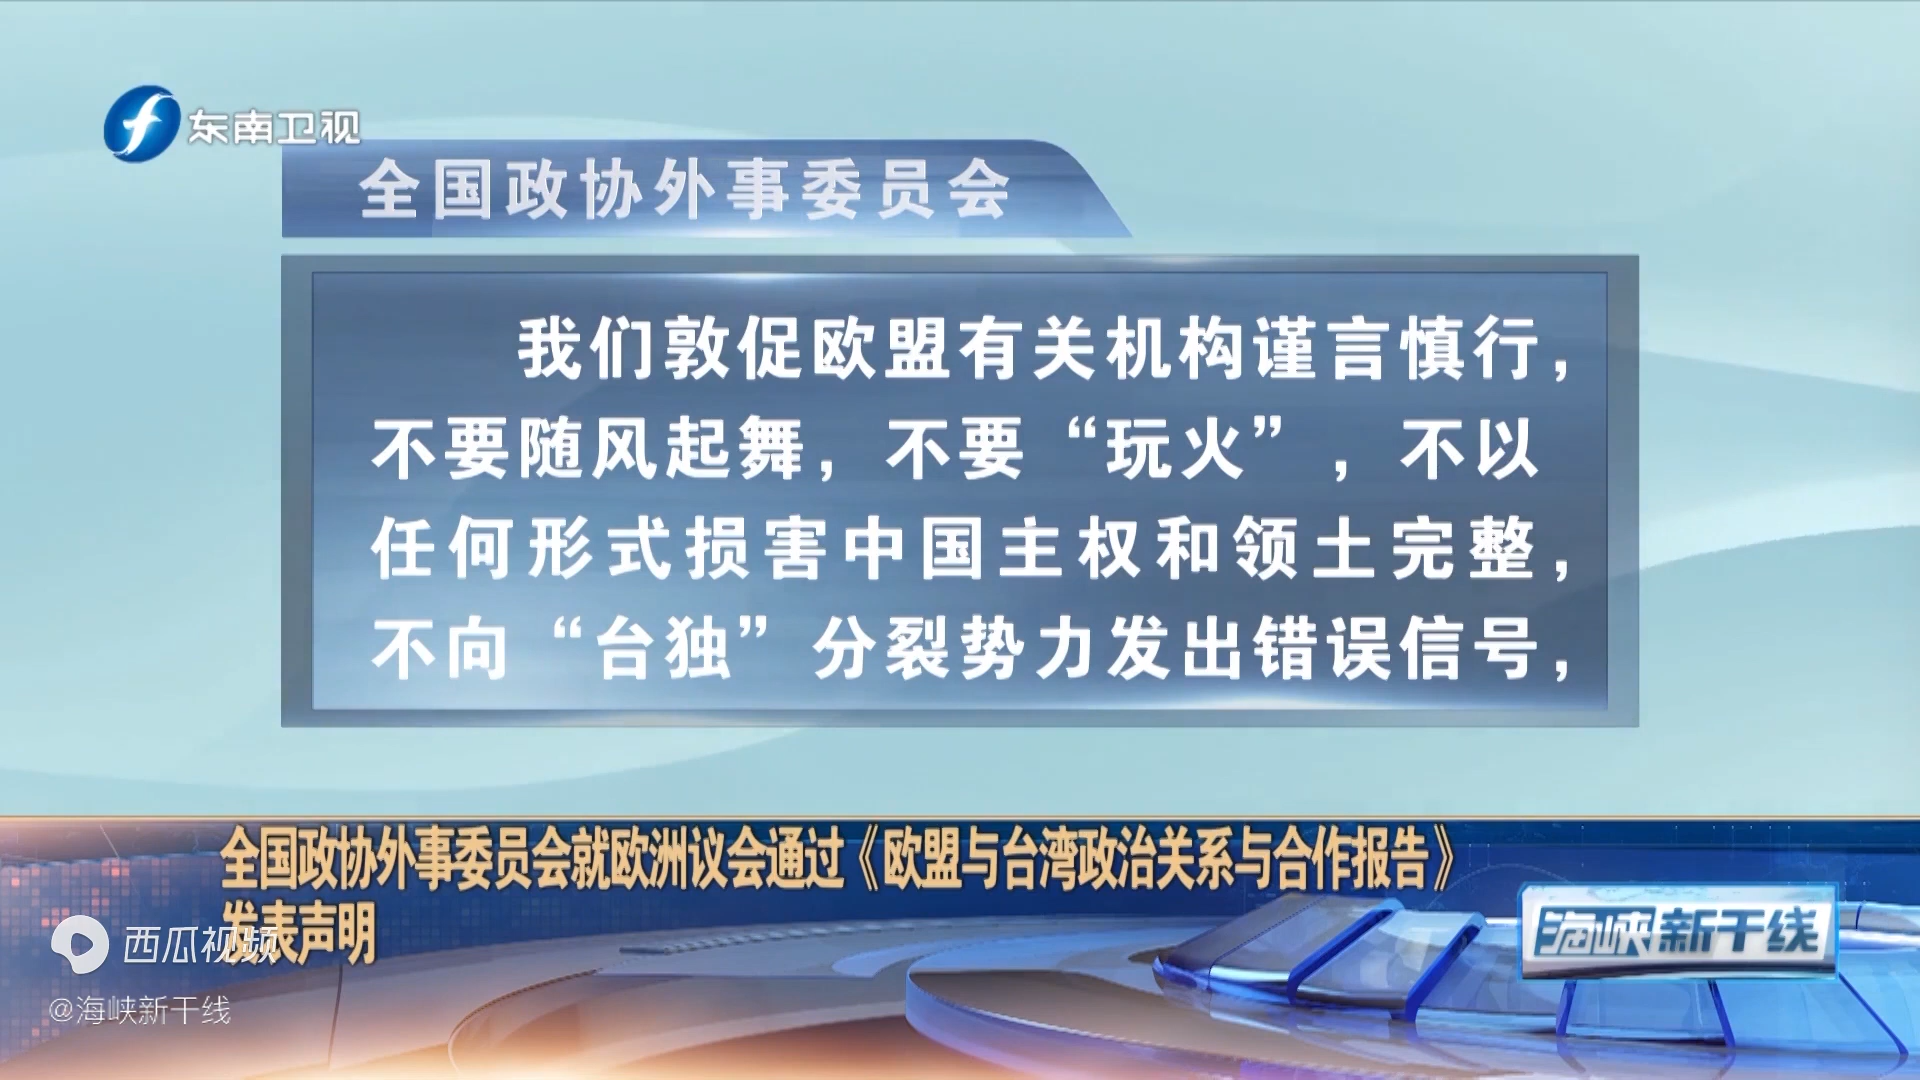 东南卫视
全国政协外事委员会
我们敦促欧盟有关机构谨言慎行,
不要随风起舞,不要“玩火”,不以
任何形式损害中国主权和领土完整,
不向“台独”分裂势力发出错误信号,
全国政协外事委员会就欧洲议会通过《欧盟与台湾政治关系与合作报告》
发表声明
海峡新干线
西瓜视频
@海峡新干线